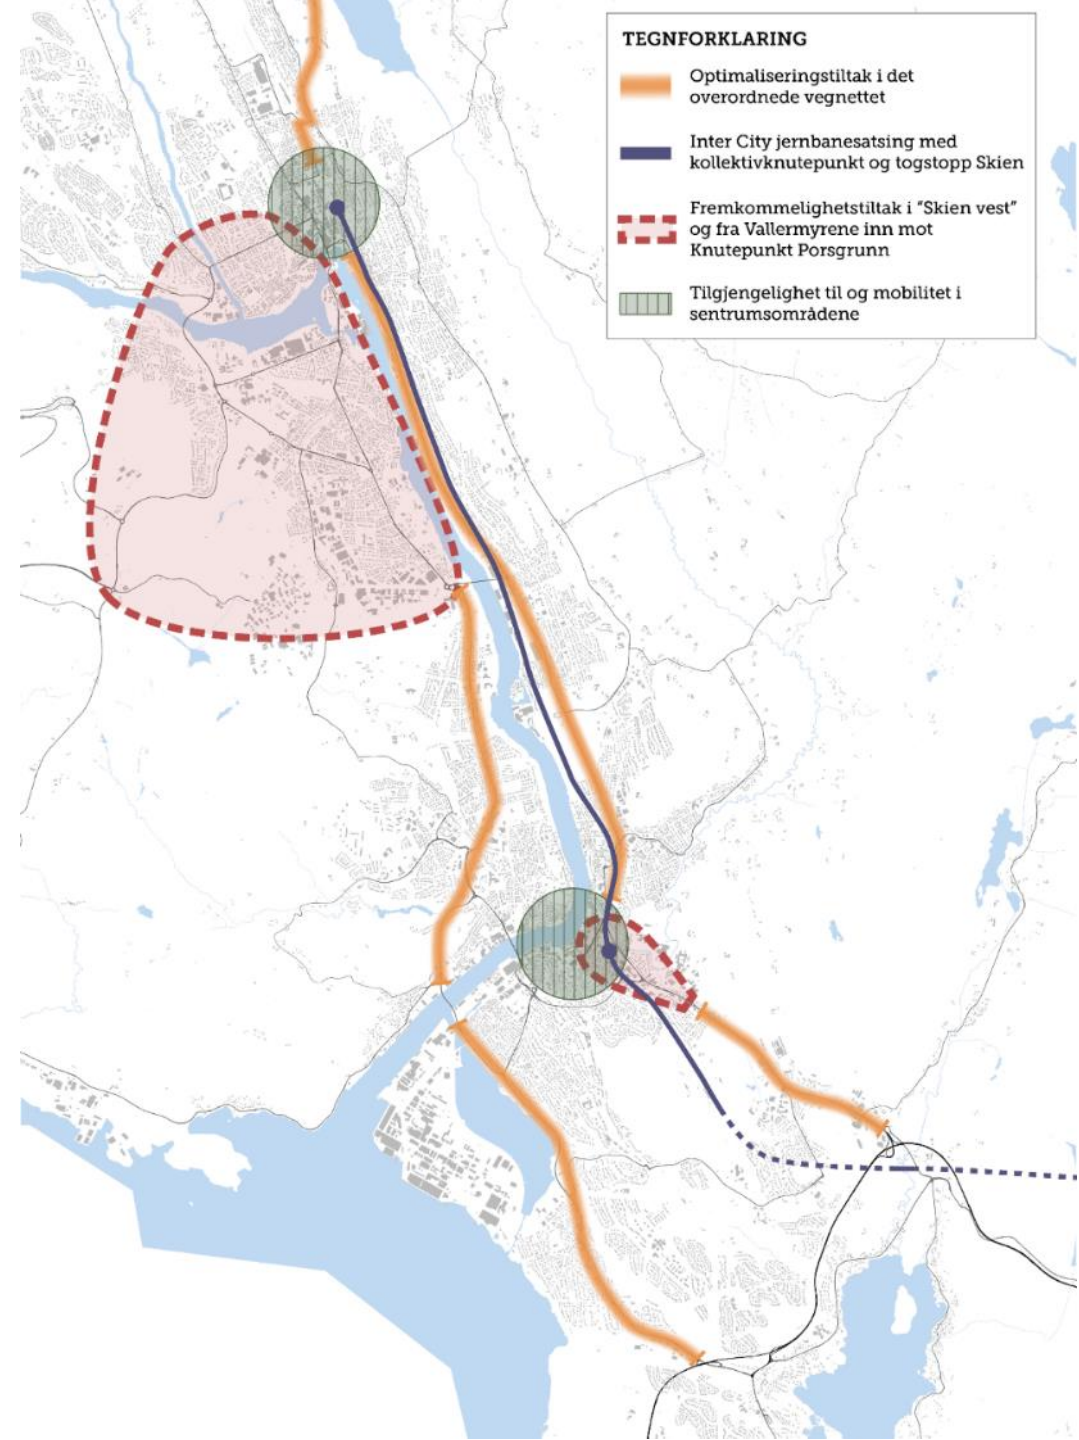 TEGNFORKLARING
Optimaliseringstiltak i det
overordnede vegnettet
Inter City jernbanesatsing med
kollektivknutepunkt og togstopp Skien
Fremkommelighetstiltak i "Skien vest"
og fra Vallermyrene inn mot
Knutepunkt Porsgrunn
Tilgjengelighet til og mobilitet i
sentrumsområdene